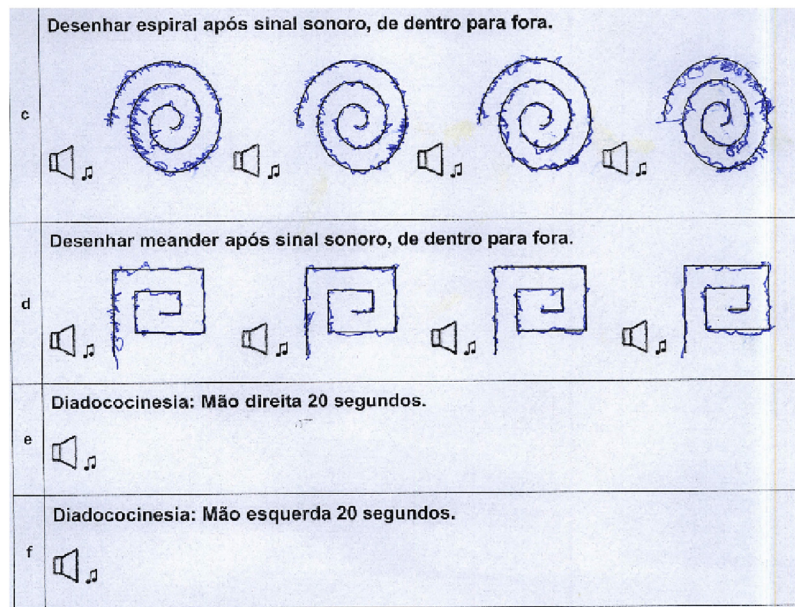 Desenhar espiral após sinal sonoro, de dentro para fora.
c
Desenhar meander após sinal sonoro, de dentro para fora.
d
Diadococinesia: Mão direita 20 segundos.
e
Diadococinesia: Mão esquerda 20 segundos.
f